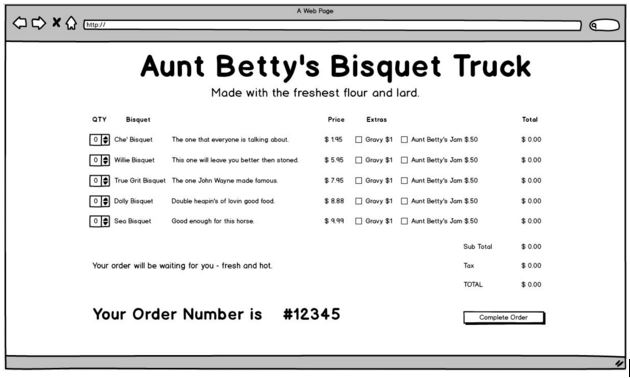 A Web Page
http://
Aunt Betty's Bisquet Truck
Made with the freshest flour and lard.
QTY Bisquet Price Extras Total
0 Che' Bisquet The one that everyone is talking about. $ 1.95 Gravy $1 Aunt Betty's Jam $.50 $ 0.00
0 Willie Bisquet This one will leave you better then stoned. $ 5.95 Gravy $1 Aunt Betty's Jam $.50 $ 0.00
0 True Grit Bisquet The one John Wayne made famous. $ 7.95 Gravy $1 Aunt Betty's Jam $.50 $ 0.00
0 Dolly Bisquet Double heapin's of lovin good food. $ 8.88 Gravy $1 Aunt Betty's Jam $.50 $ 0.00
0 Sea Bisquet Good enough for this horse. $ 9.99 Gravy $1 Aunt Betty's Jam $.50 $ 0.00
Sub Total $ 0.00
Your order will be waiting for you - fresh and hot. Tax $ 0.00
TOTAL $ 0.00
Your Order Number is #12345 Complete Order